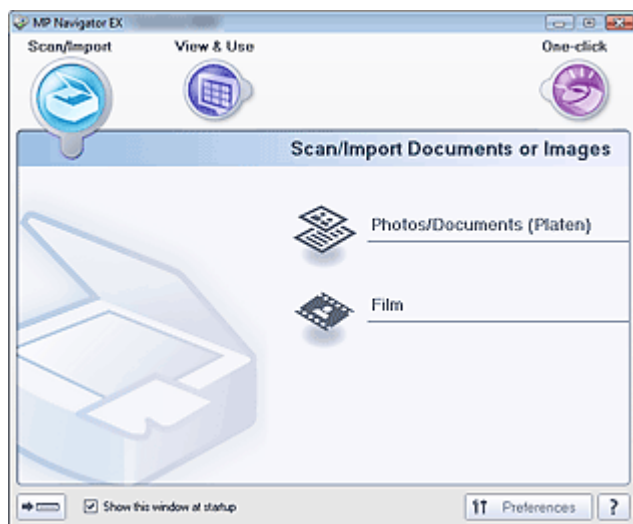 MP Navigator EX
Scan/Import View & Use One-click
Scan/Import Documents or Images
Photos/Documents (Platen)
Film
Show this window at startup
Preferences ?